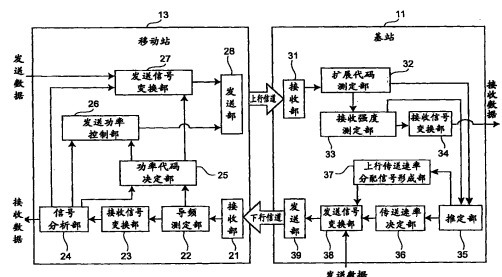 13
11
移动站
基站
发送数据
27
发送信号
变换部
28
发送部
上行信道
31
接收部
扩展代码
测定部
32
接收数据
26
发送功率
控制部
接收强度
测定部
33
接收信号
变换部
34
功率代码
决定部
25
上行传送速率
分配信号形成部
37
接收数据
信号
分析部
24
接收信号
变换部
23
导频
测定部
22
接收部
21
下行信道
发送部
39
发送信号
变换部
38
传送速率
决定部
36
推定部
35
发送数据